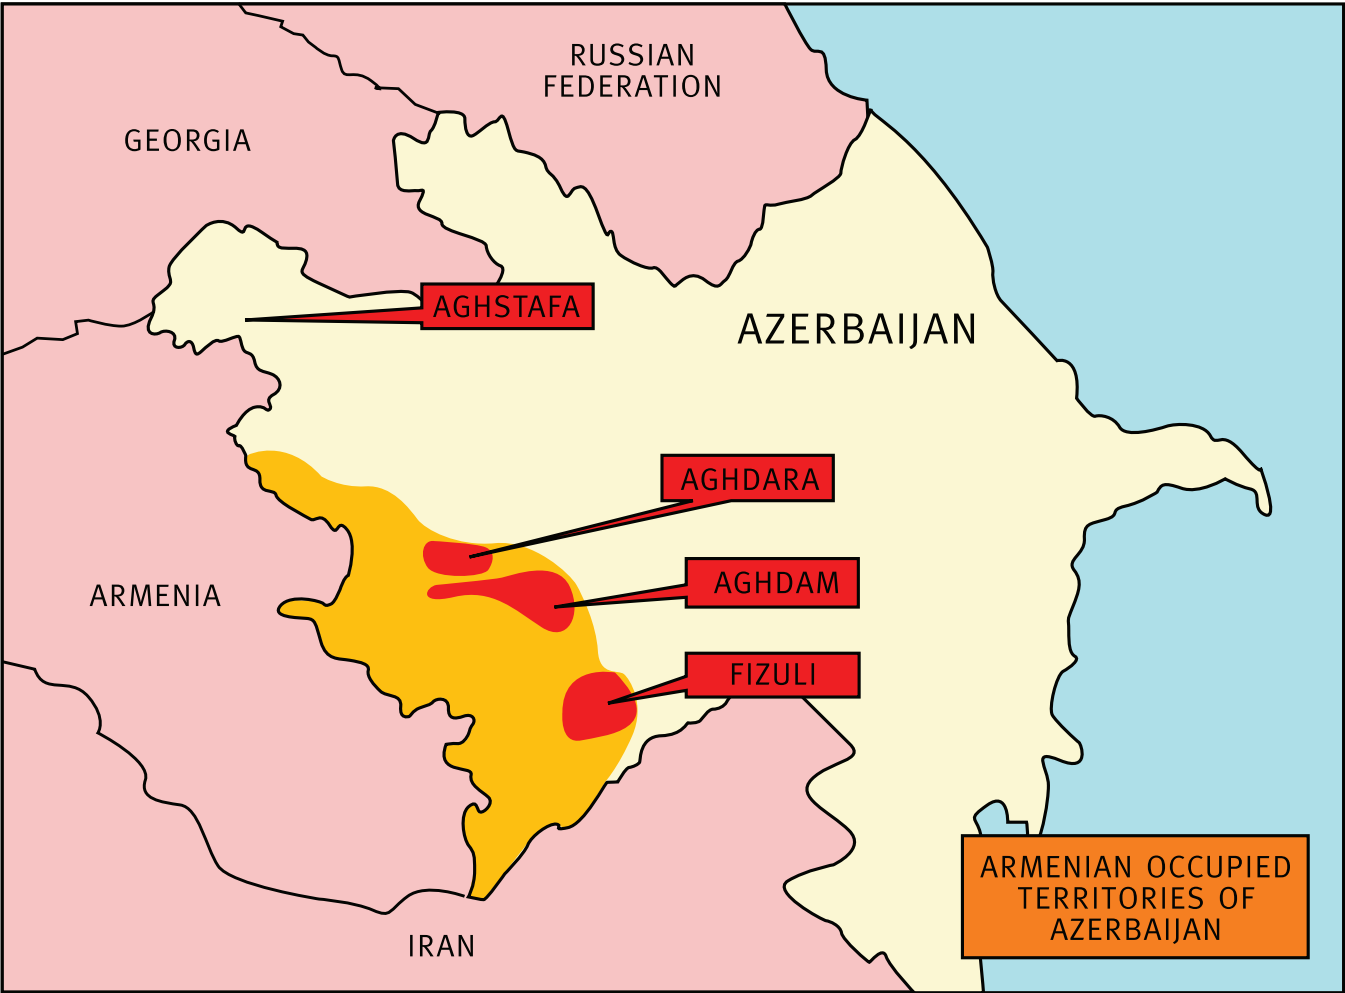 RUSSIAN
FEDERATION
GEORGIA
AGHSTAFA
AZERBAIJAN
AGHDARA
AGHDAM
ARMENIA
FIZULI
ARMENIAN OCCUPIED
TERRITORIES OF
AZERBAIJAN
IRAN